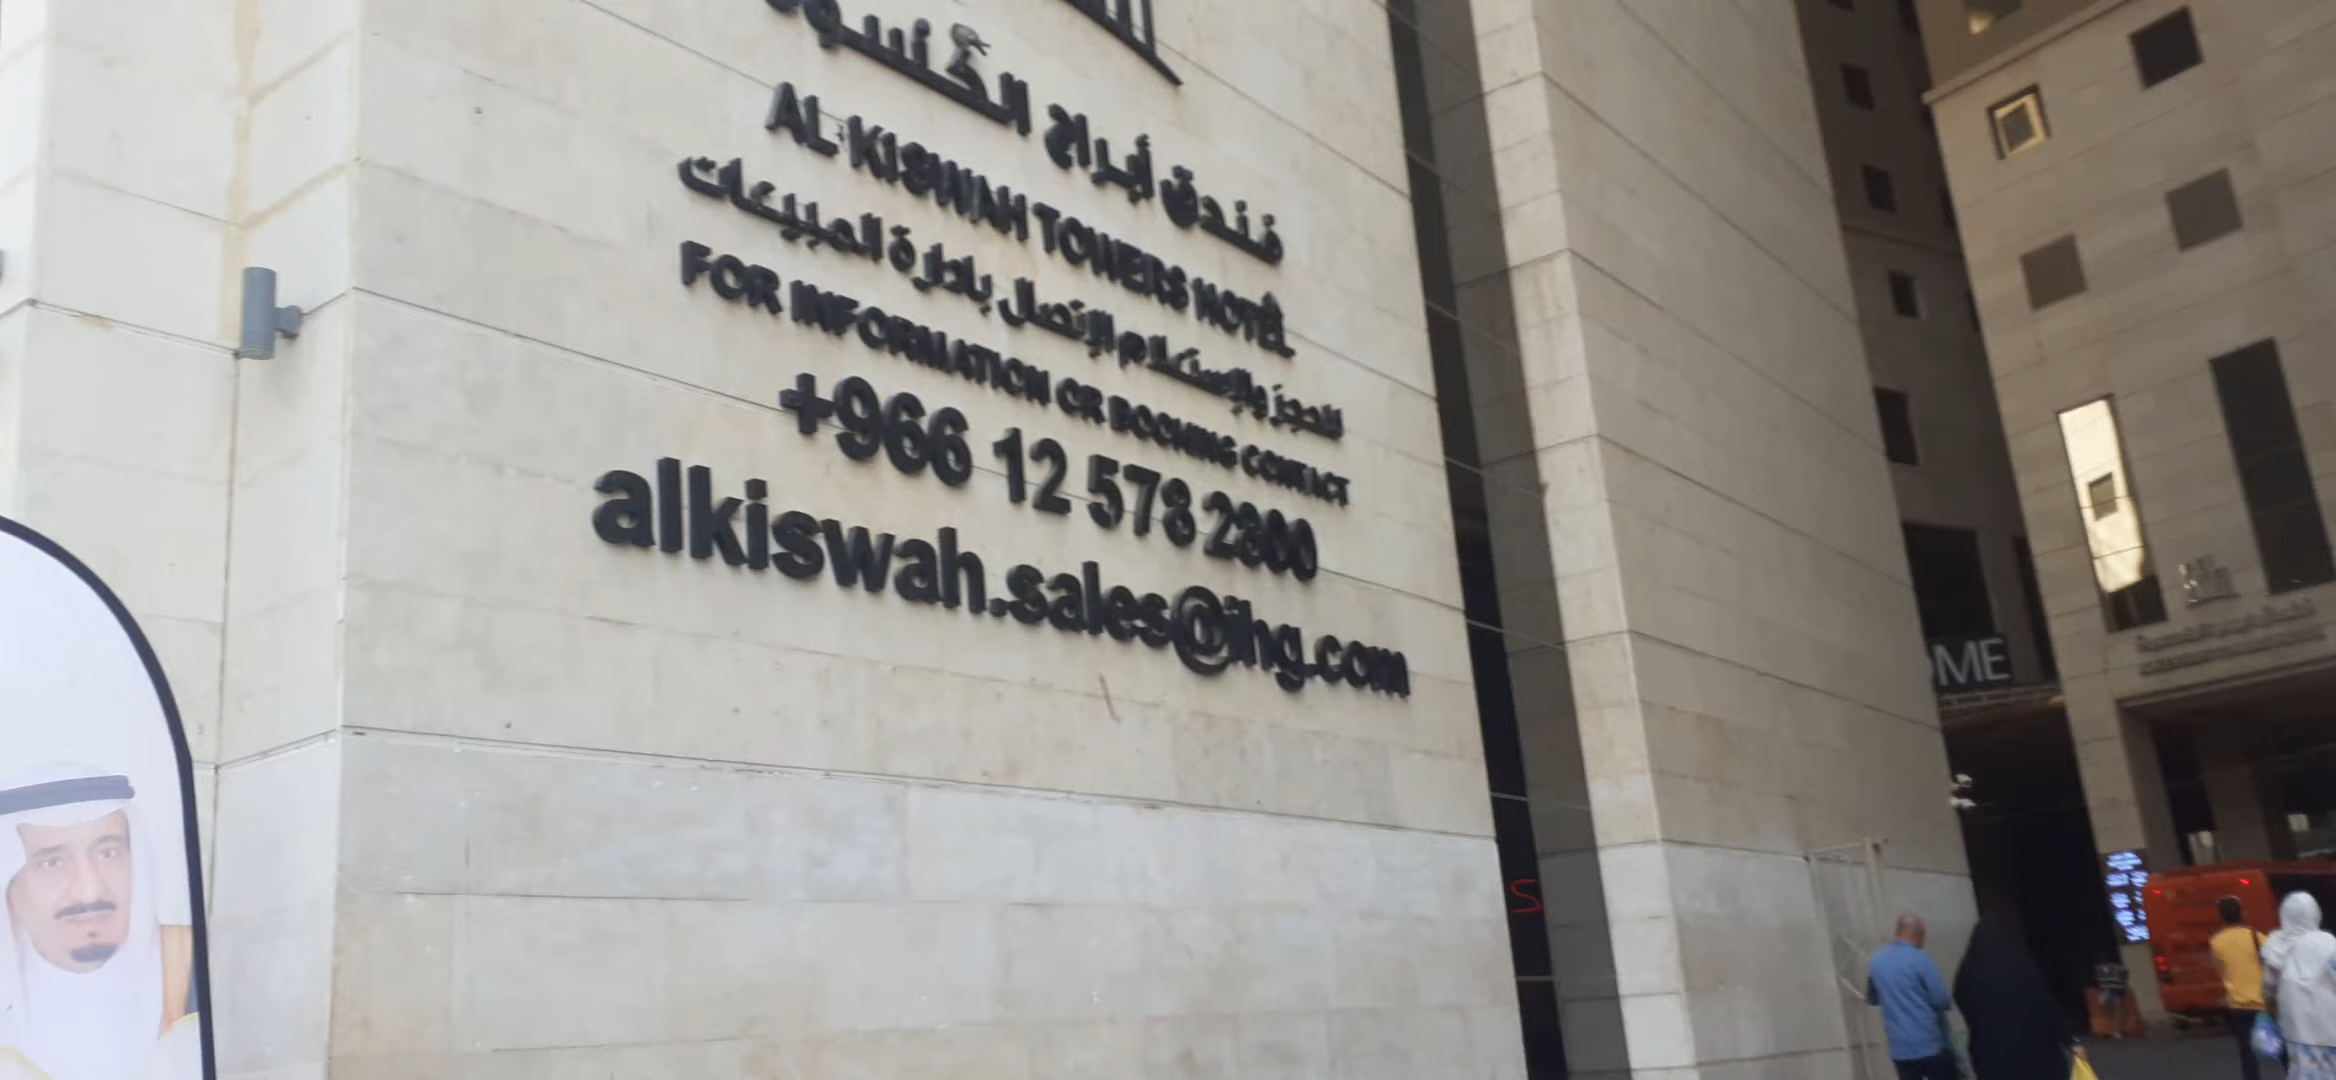 فندق أبراج الكسوة
AL KISWAH TOWERS HOTEL
للحجز والإستعلام الإتصال بإدارة المبيعات
FOR INFORMATION OR BOOKING CONTACT
+966 12 578 2800
alkiswah.sales@ihg.com
OME